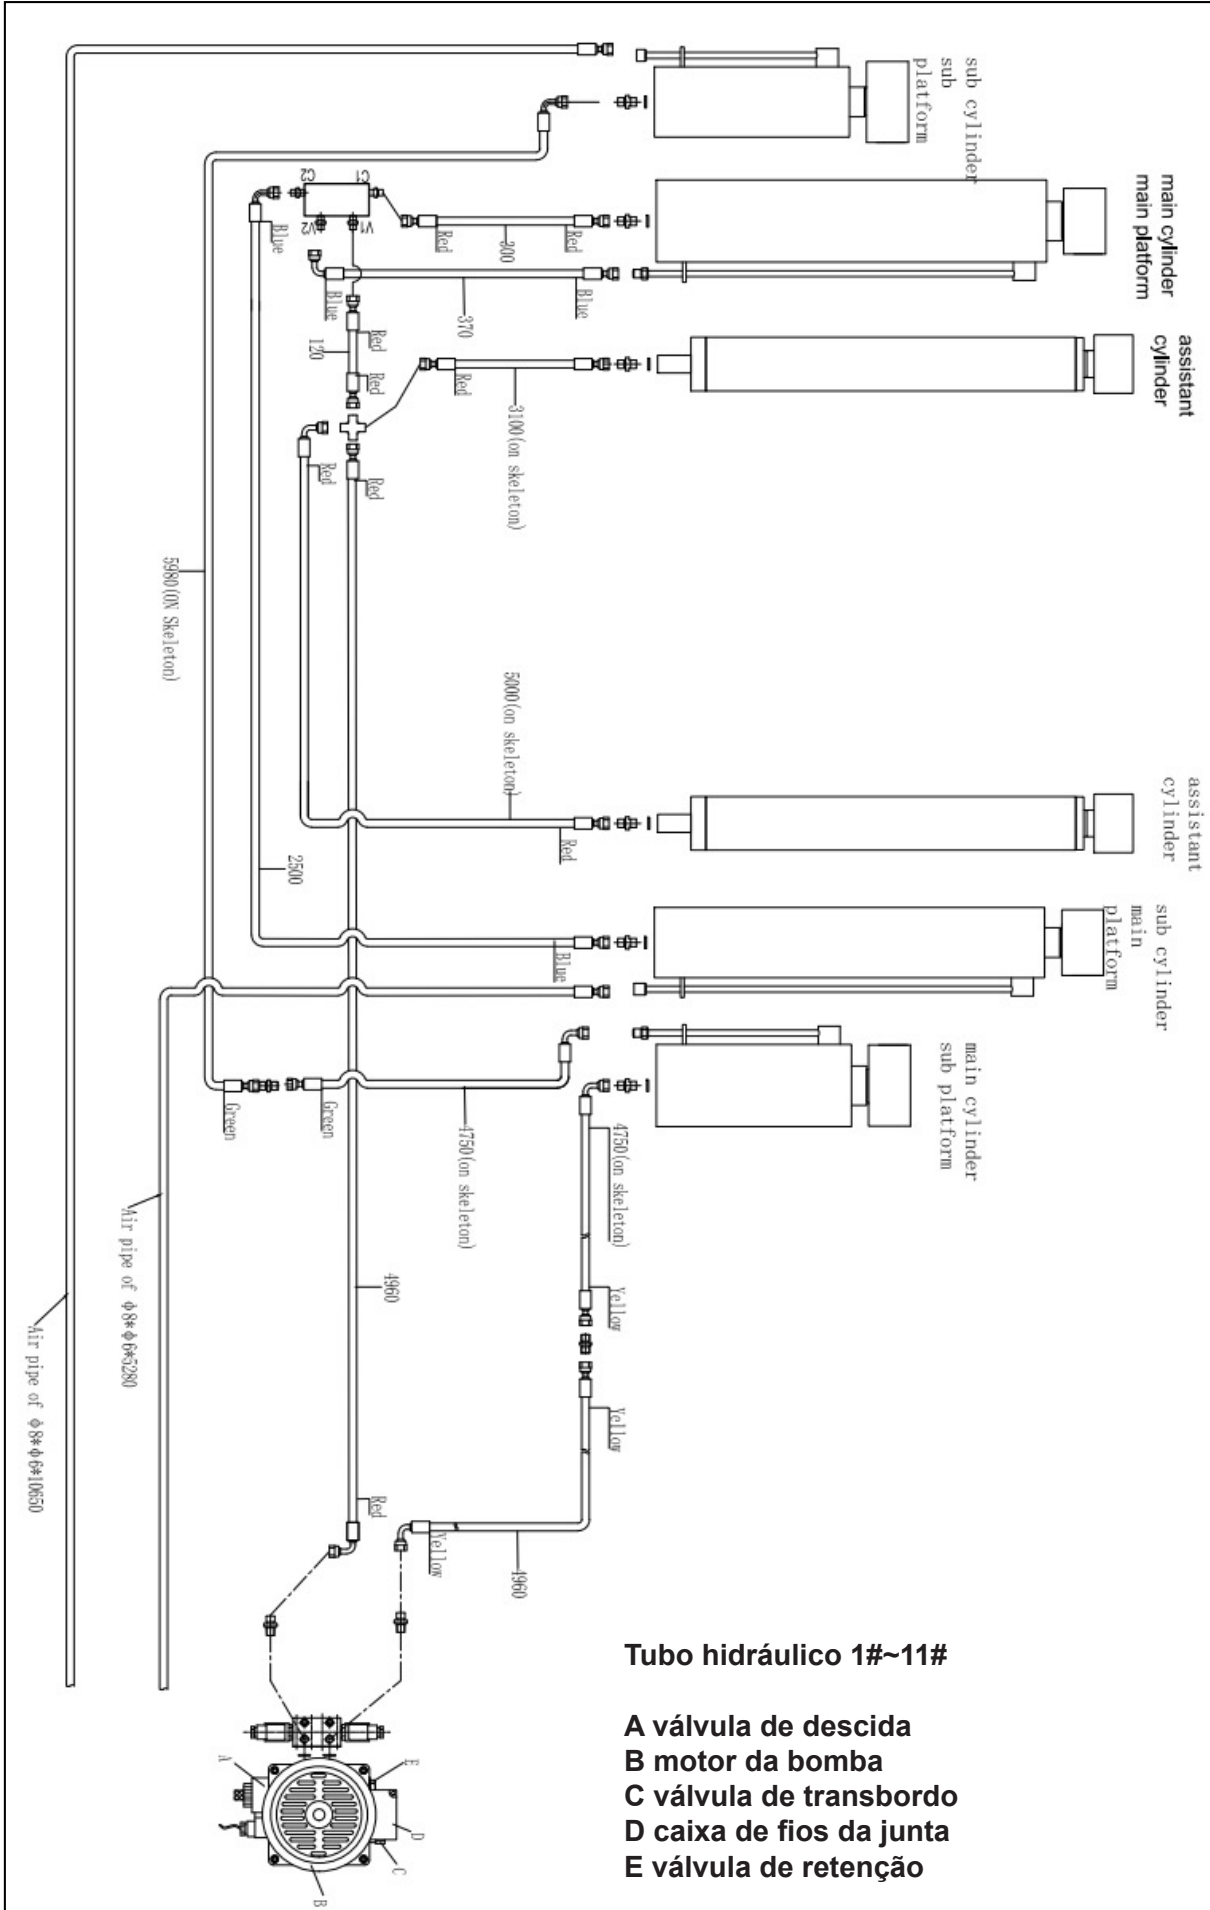 sub cylinder
sub
platform
main cylinder
main platform
assistant
cylinder
C2
C1
V2
V1
Blue
Red
300
Red
Blue
370
Blue
Red
120
Red
Red
3100(on skeleton)
Red
Red
5980(ON Skeleton)
5000(on skeleton)
Red
assistant
cylinder
2500
Blue
sub cylinder
main
platform
main cylinder
sub platform
Green
Green
4750(on skeleton)
4750(on skeleton)
Air pipe of ϕ8*ϕ6*5280
Air pipe of ϕ8*ϕ6*10650
4960
Yellow
Yellow
Red
Yellow
4960
Tubo hidráulico 1#~11#
A válvula de descida
B motor da bomba
C válvula de transbordo
D caixa de fios da junta
E válvula de retenção
A
E
D
C
B